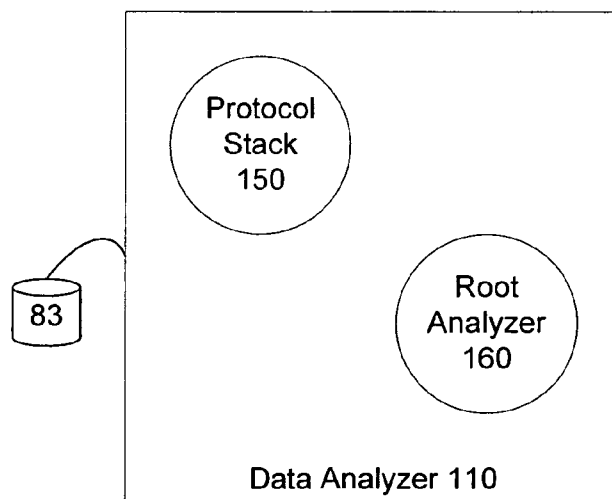 Protocol
Stack
150
83
Root
Analyzer
160
Data Analyzer 110